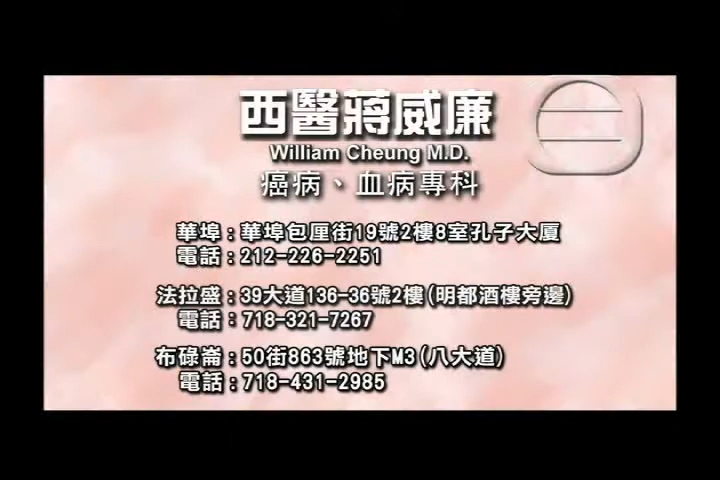 西醫蔣威廉
William Cheung M.D.
癌病、血病專科
華埠:華埠包厘街19號2樓8室孔子大厦
電話:212-226-2251
法拉盛:39大道136-36號2樓(明都酒樓旁邊)
電話:718-321-7267
布碌崙:50街863號地下M3(八大道)
電話:718-431-2985